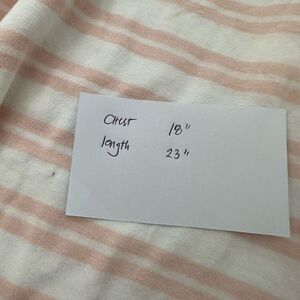 CHEST 18"
length 23"